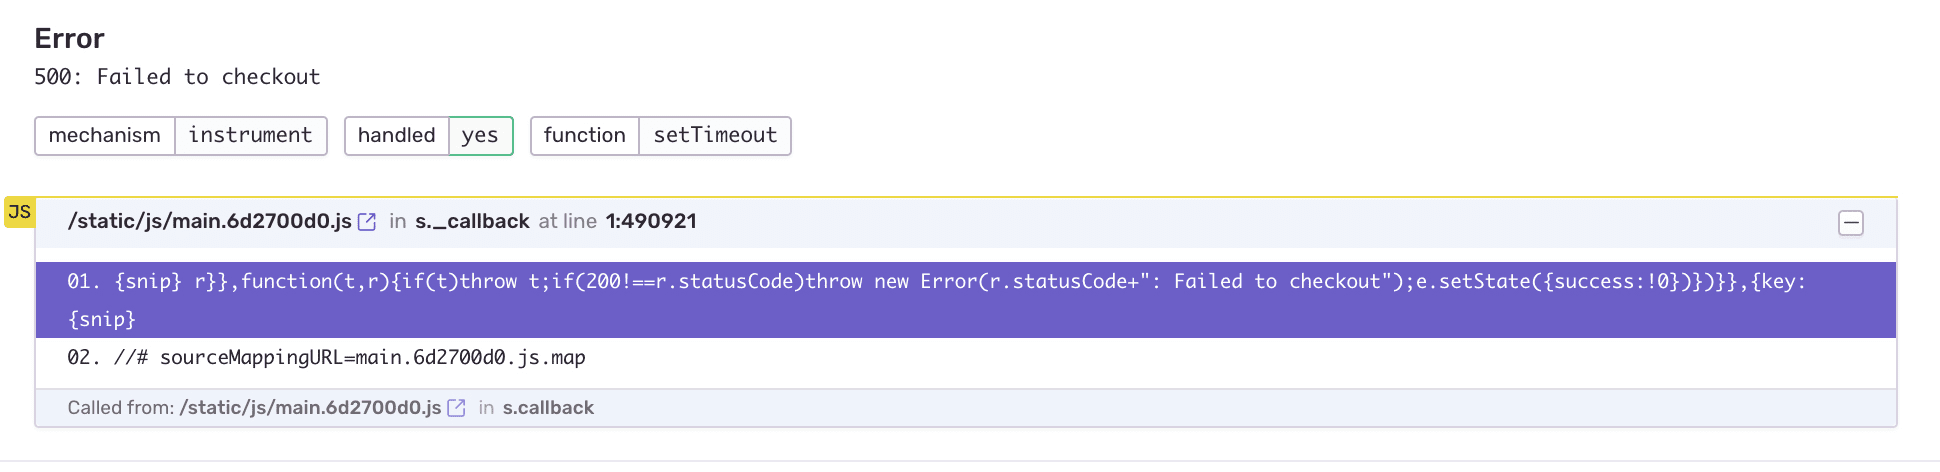 Error
500: Failed to checkout
mechanism instrument handled yes function setTimeout
JS
/static/js/main.6d2700d0.js in s._callback at line 1:490921
01. {snip} r}},function(t,r){if(t)throw t;if(200!==r.statusCode)throw new Error(r.statusCode+": Failed to checkout");e.setState({success:!0})})}},{key:
{snip}
02. //# sourceMappingURL=main.6d2700d0.js.map
Called from: /static/js/main.6d2700d0.js in s.callback